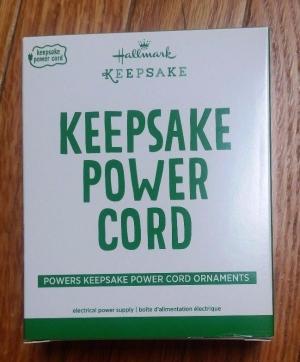 keepsake
power cord
Hallmark
KEEPSAKE
KEEPSAKE
POWER
CORD
POWERS KEEPSAKE POWER CORD ORNAMENTS
electrical power supply | boîte d'alimentation électrique